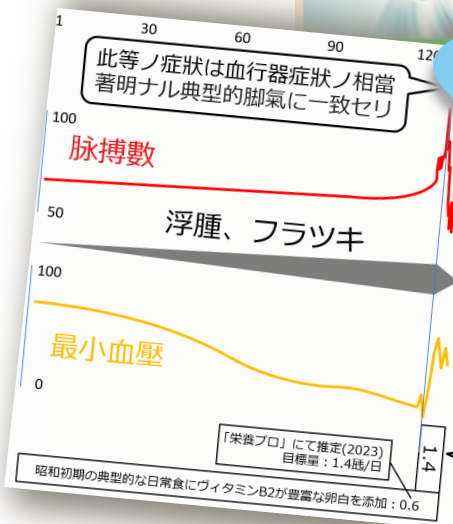 1 30 60 90 120
此等ノ症狀は血行器症狀ノ相當
著明ナル典型的脚氣に一致セリ
100
脉搏數
50
浮腫、フラツキ
100
最小血壓
0
「栄養プロ」にて推定(2023)
目標量：1.4㎎/日
1.4
昭和初期の典型的な日常食にヴィタミンB2が豊富な卵白を添加：0.6